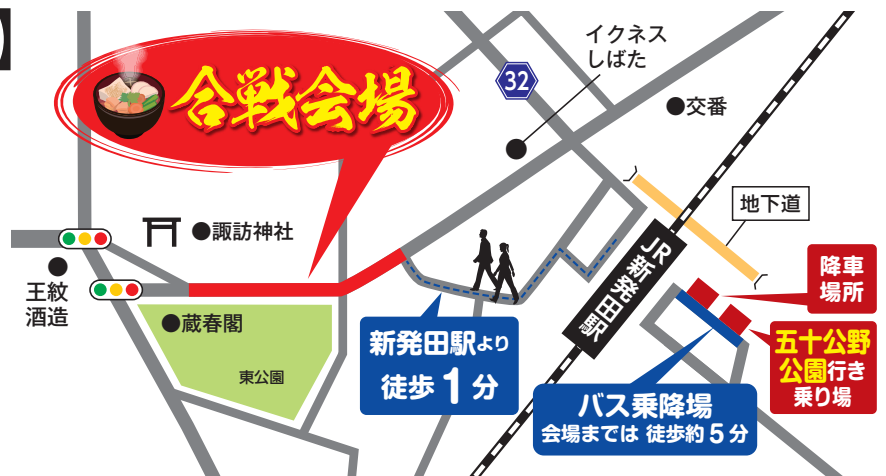 】
合戦会場
イクネス
しばた
32
●交番
地下道
●諏訪神社
JR新発田駅
降車
場所
王紋
酒造
●蔵春閣
東公園
新発田駅より
徒歩1分
五十公野
公園行き
乗り場
バス乗降場
会場までは 徒歩約5分